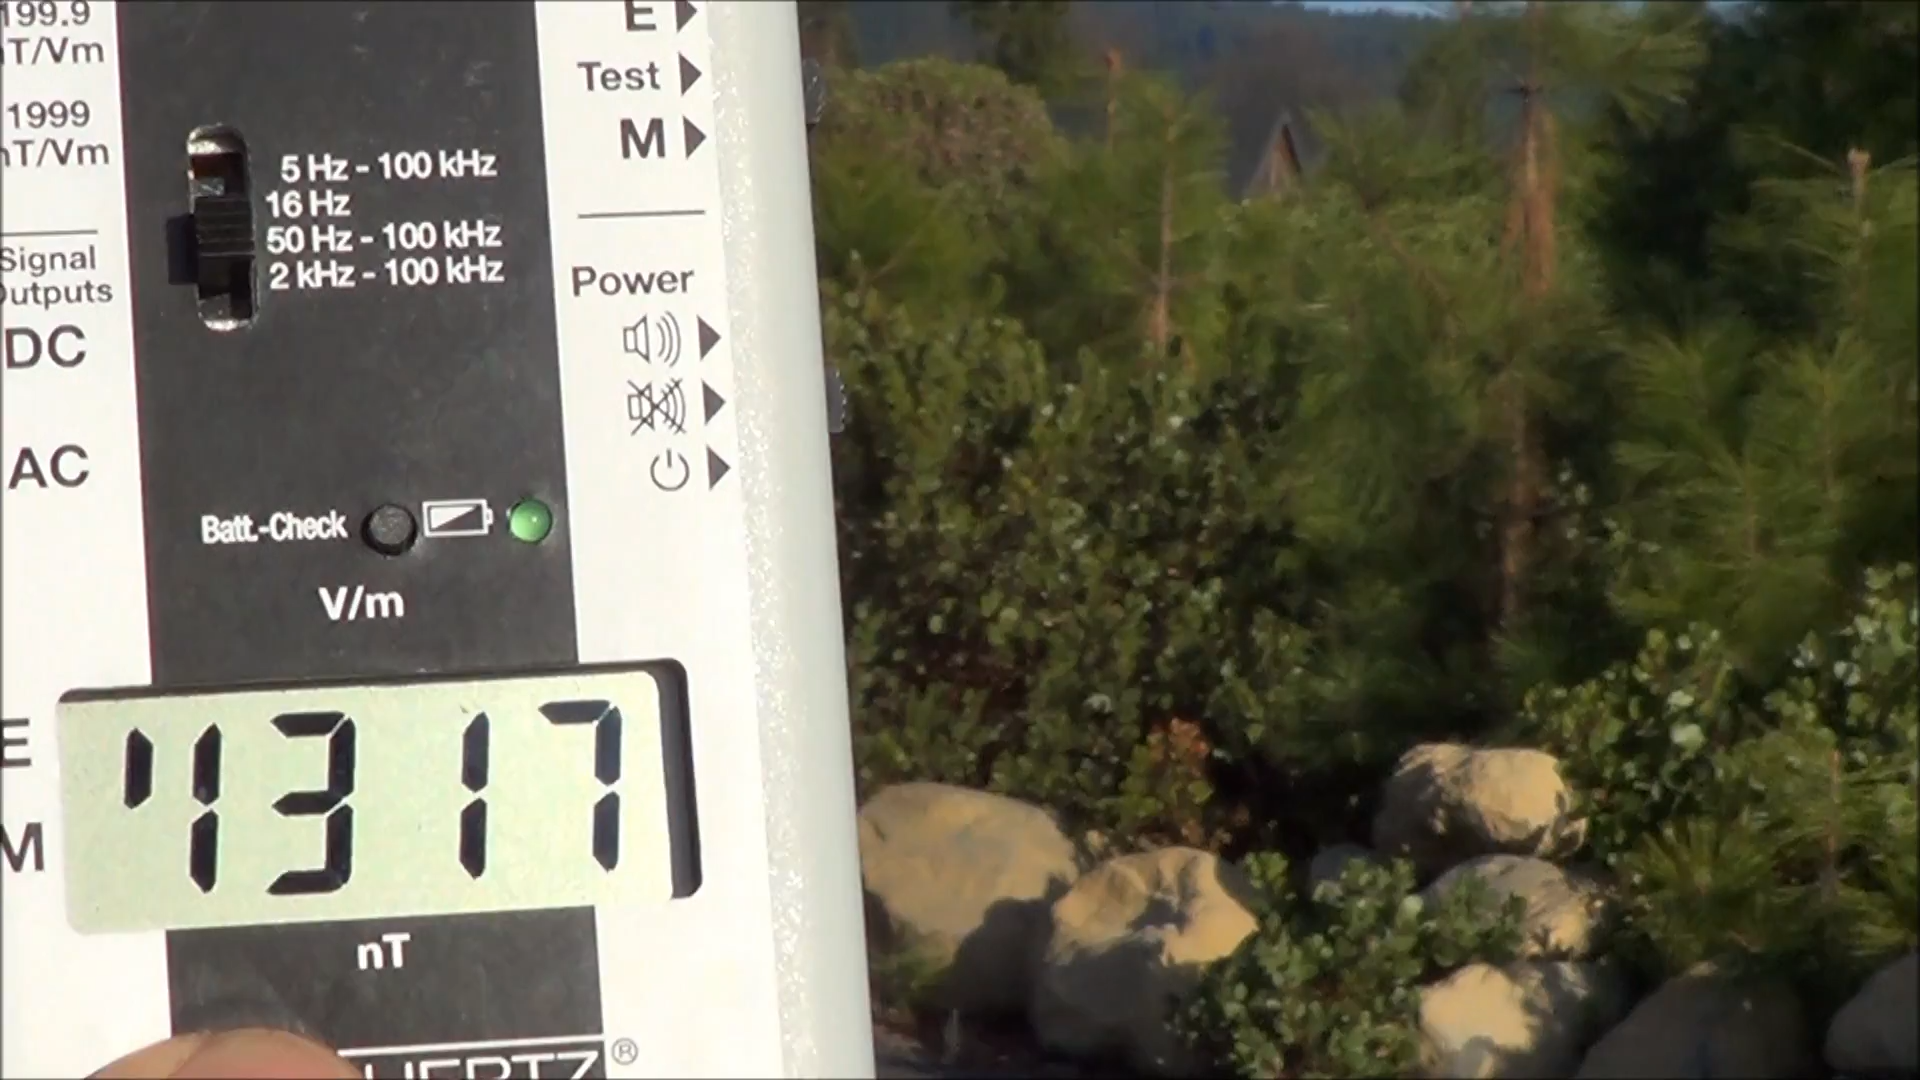 199.9
nT/Vm
1999
nT/Vm
Signal
Outputs
DC
AC
E
M
5 Hz - 100 kHz
16 Hz
50 Hz - 100 kHz
2 kHz - 100 kHz
Batt.-Check
V/m
1317
nT
HERTZ®
E
Test
M
Power